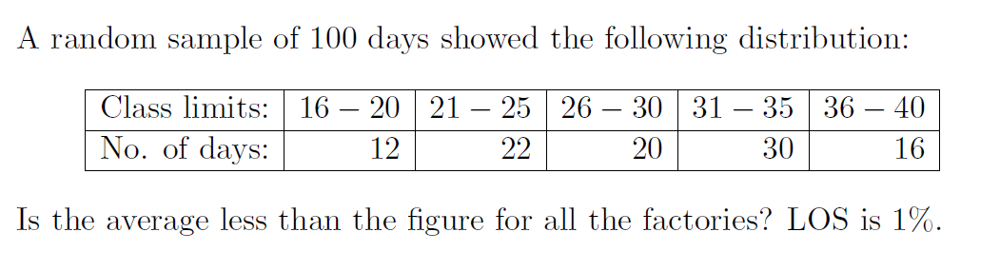 A random sample of 100 days showed the following distribution:
Class limits: 16 – 20 21 – 25 26 – 30 31 – 35 36 – 40
No. of days: 12 22 20 30 16
Is the average less than the figure for all the factories? LOS is 1%.